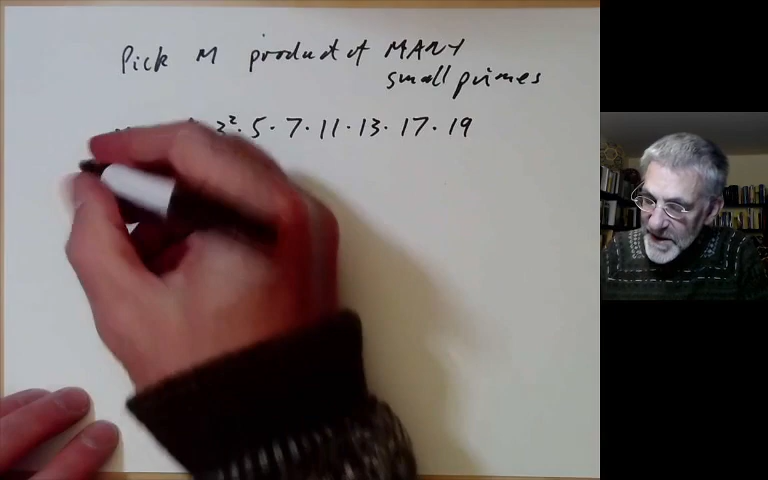 Pick M product of MANY
small primes
3². 5 . 7 . 11 . 13 . 17 . 19